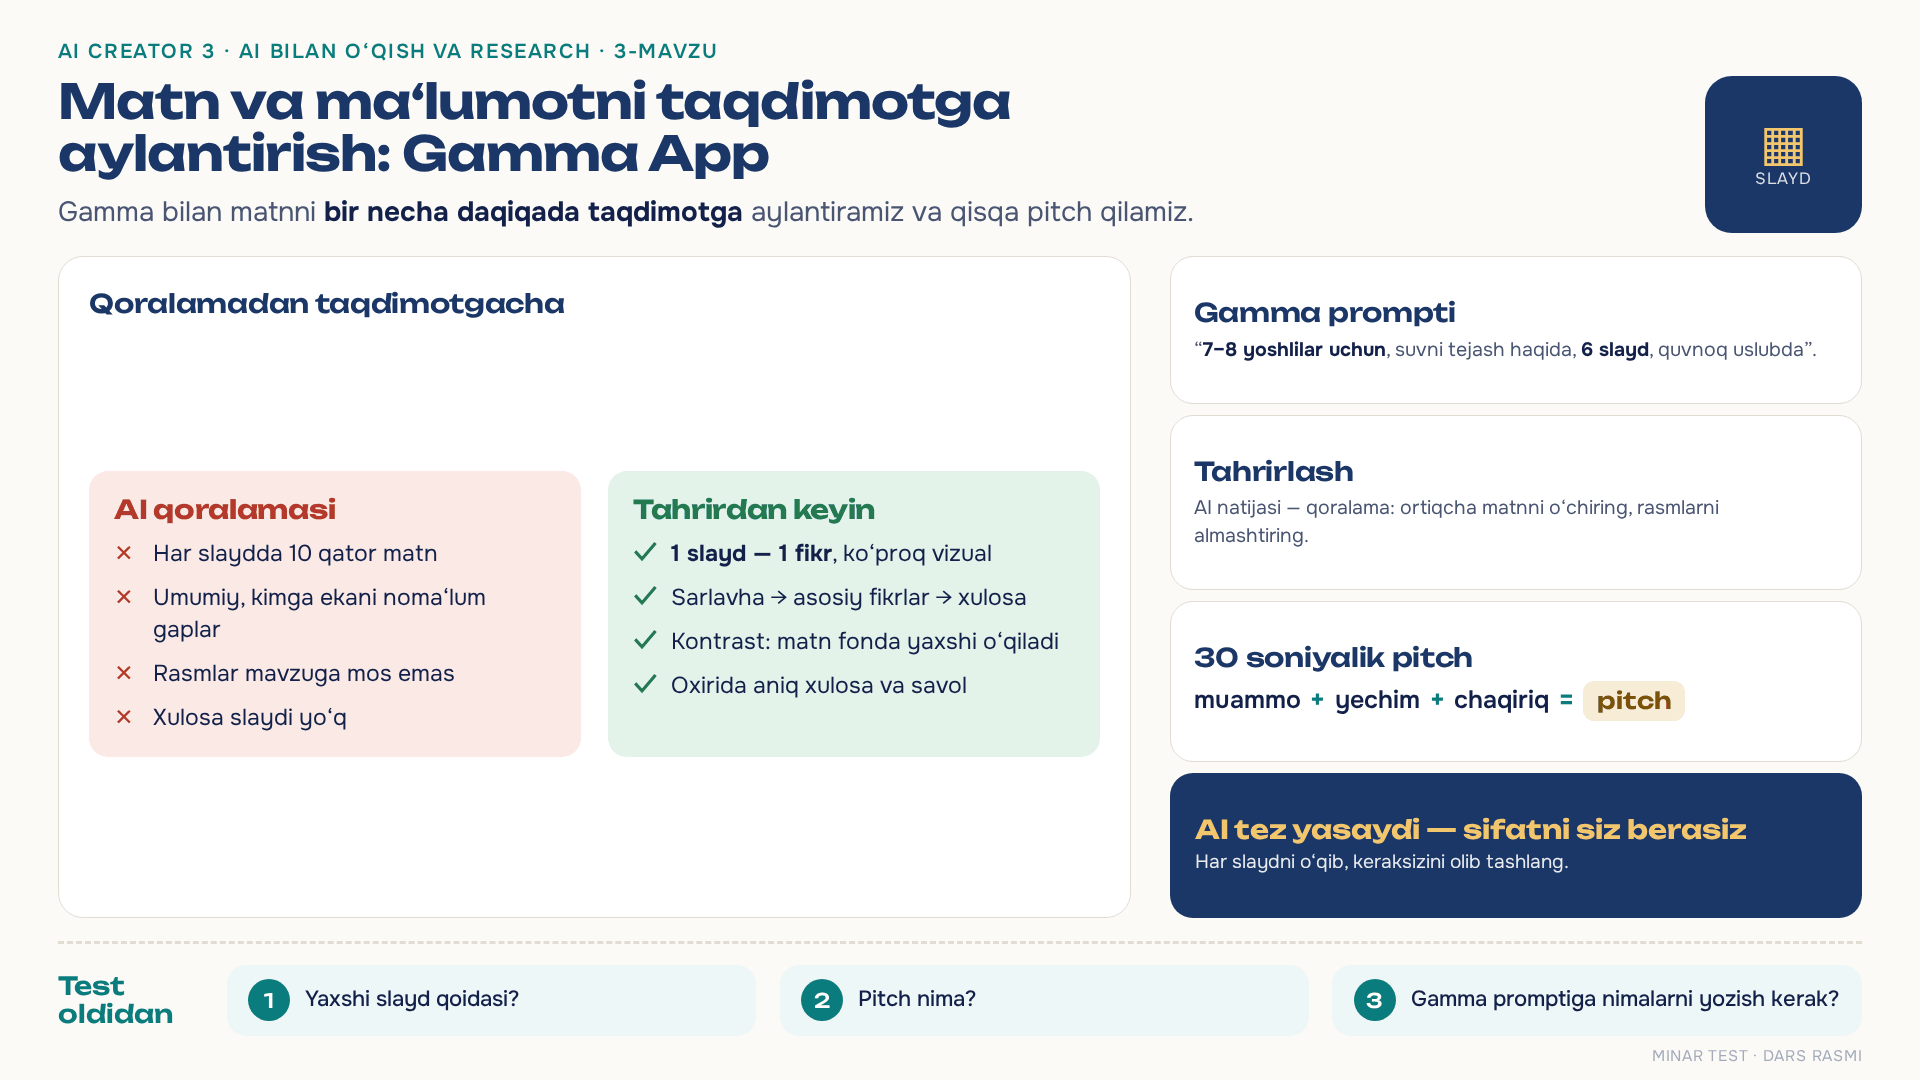 AI CREATOR 3 · AI BILAN O‘QISH VA RESEARCH · 3-MAVZU
Matn va ma‘lumotni taqdimotga
aylantirish: Gamma App
Gamma bilan matnni bir necha daqiqada taqdimotga aylantiramiz va qisqa pitch qilamiz.
SLAYD
Qoralamadan taqdimotgacha
AI qoralamasi
✕ Har slaydda 10 qator matn
✕ Umumiy, kimga ekani noma‘lum
gaplar
✕ Rasmlar mavzuga mos emas
✕ Xulosa slaydi yo‘q
Tahrirdan keyin
✓ 1 slayd — 1 fikr, ko‘proq vizual
✓ Sarlavha → asosiy fikrlar → xulosa
✓ Kontrast: matn fonda yaxshi o‘qiladi
✓ Oxirida aniq xulosa va savol
Gamma prompti
“7–8 yoshlilar uchun, suvni tejash haqida, 6 slayd, quvnoq uslubda”.
Tahrirlash
AI natijasi — qoralama: ortiqcha matnni o‘chiring, rasmlarni
almashtiring.
30 soniyalik pitch
muammo + yechim + chaqiriq = pitch
AI tez yasaydi — sifatni siz berasiz
Har slaydni o‘qib, keraksizini olib tashlang.
Test
oldidan
1 Yaxshi slayd qoidasi?
2 Pitch nima?
3 Gamma promptiga nimalarni yozish kerak?
MINAR TEST · DARS RASMI